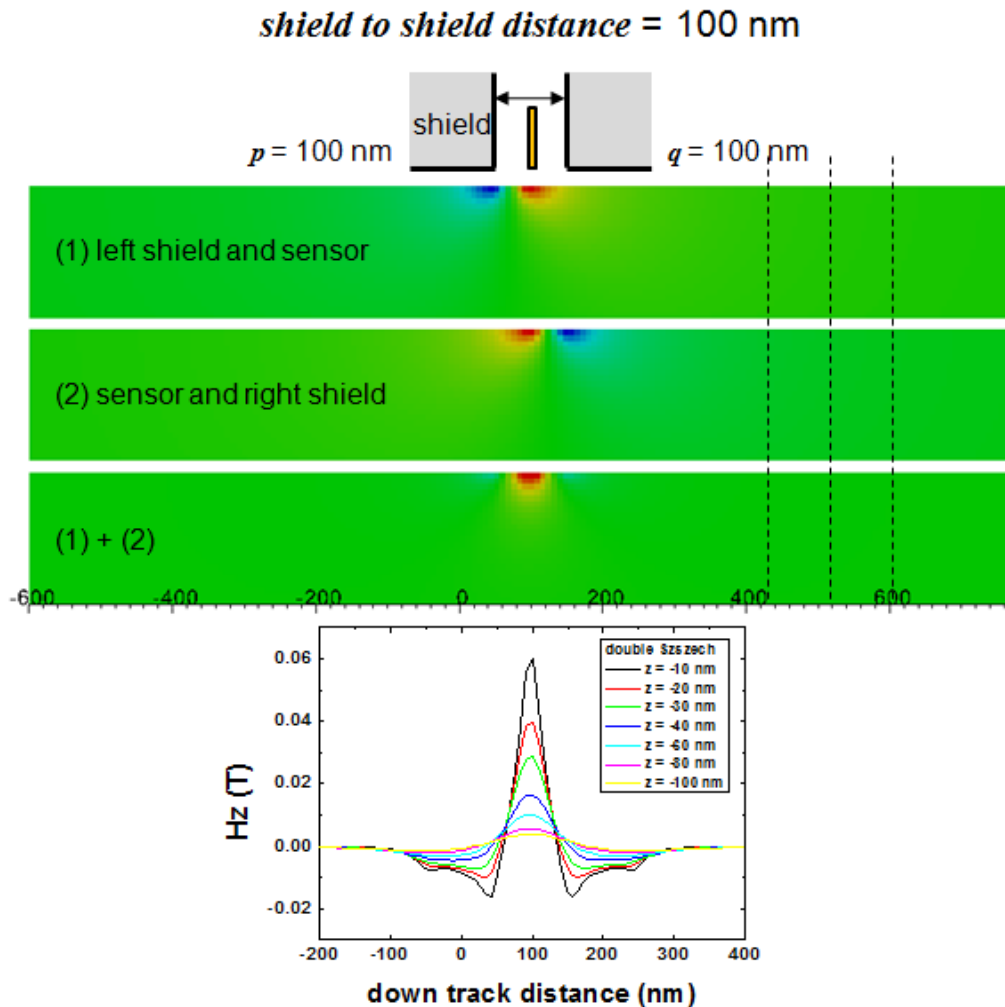 shield to shield distance = 100 nm
shield
p = 100 nm
q = 100 nm
(1) left shield and sensor
(2) sensor and right shield
(1) + (2)
-600 -400 -200 0 200 400 600
double Szszech
z = -10 nm
z = -20 nm
z = -30 nm
z = -40 nm
z = -60 nm
z = -80 nm
z = -100 nm
0.06
0.04
0.02
0.00
-0.02
Hz (T)
-200 -100 0 100 200 300 400
down track distance (nm)